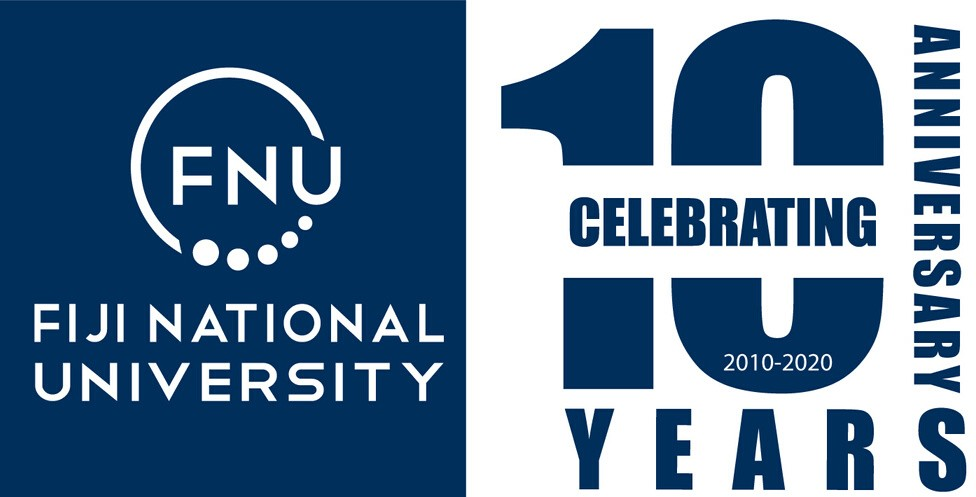 FNU
FIJI NATIONAL
UNIVERSITY
10
CELEBRATING
2010-2020
YEARS
ANNIVERSARY